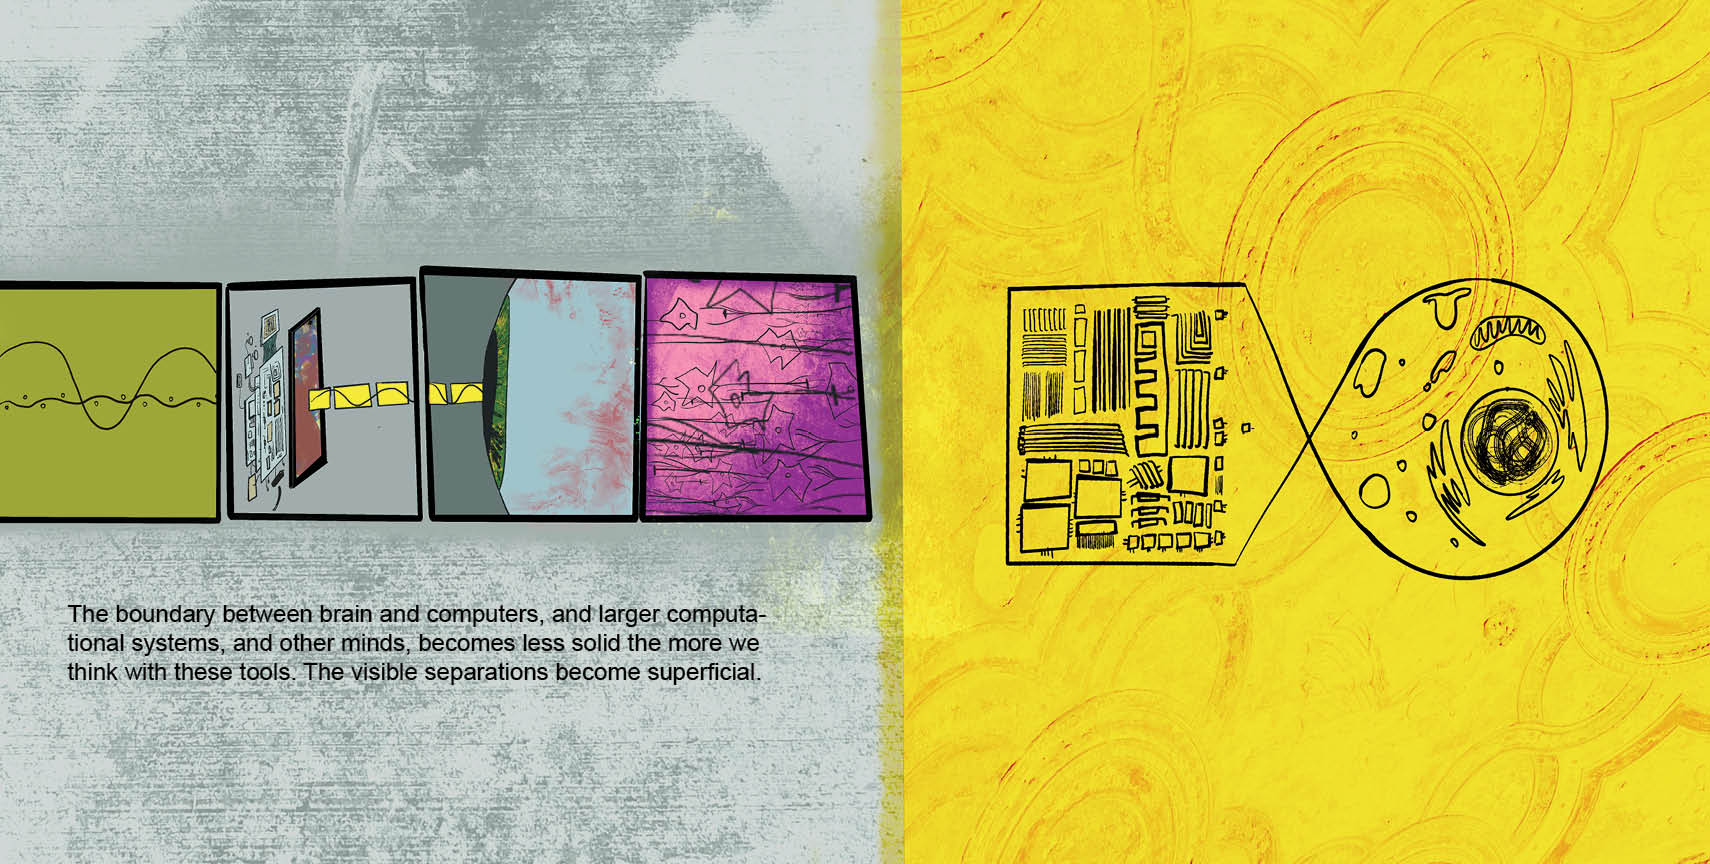 The boundary between brain and computers, and larger computa-
tional systems, and other minds, becomes less solid the more we
think with these tools. The visible separations become superficial.